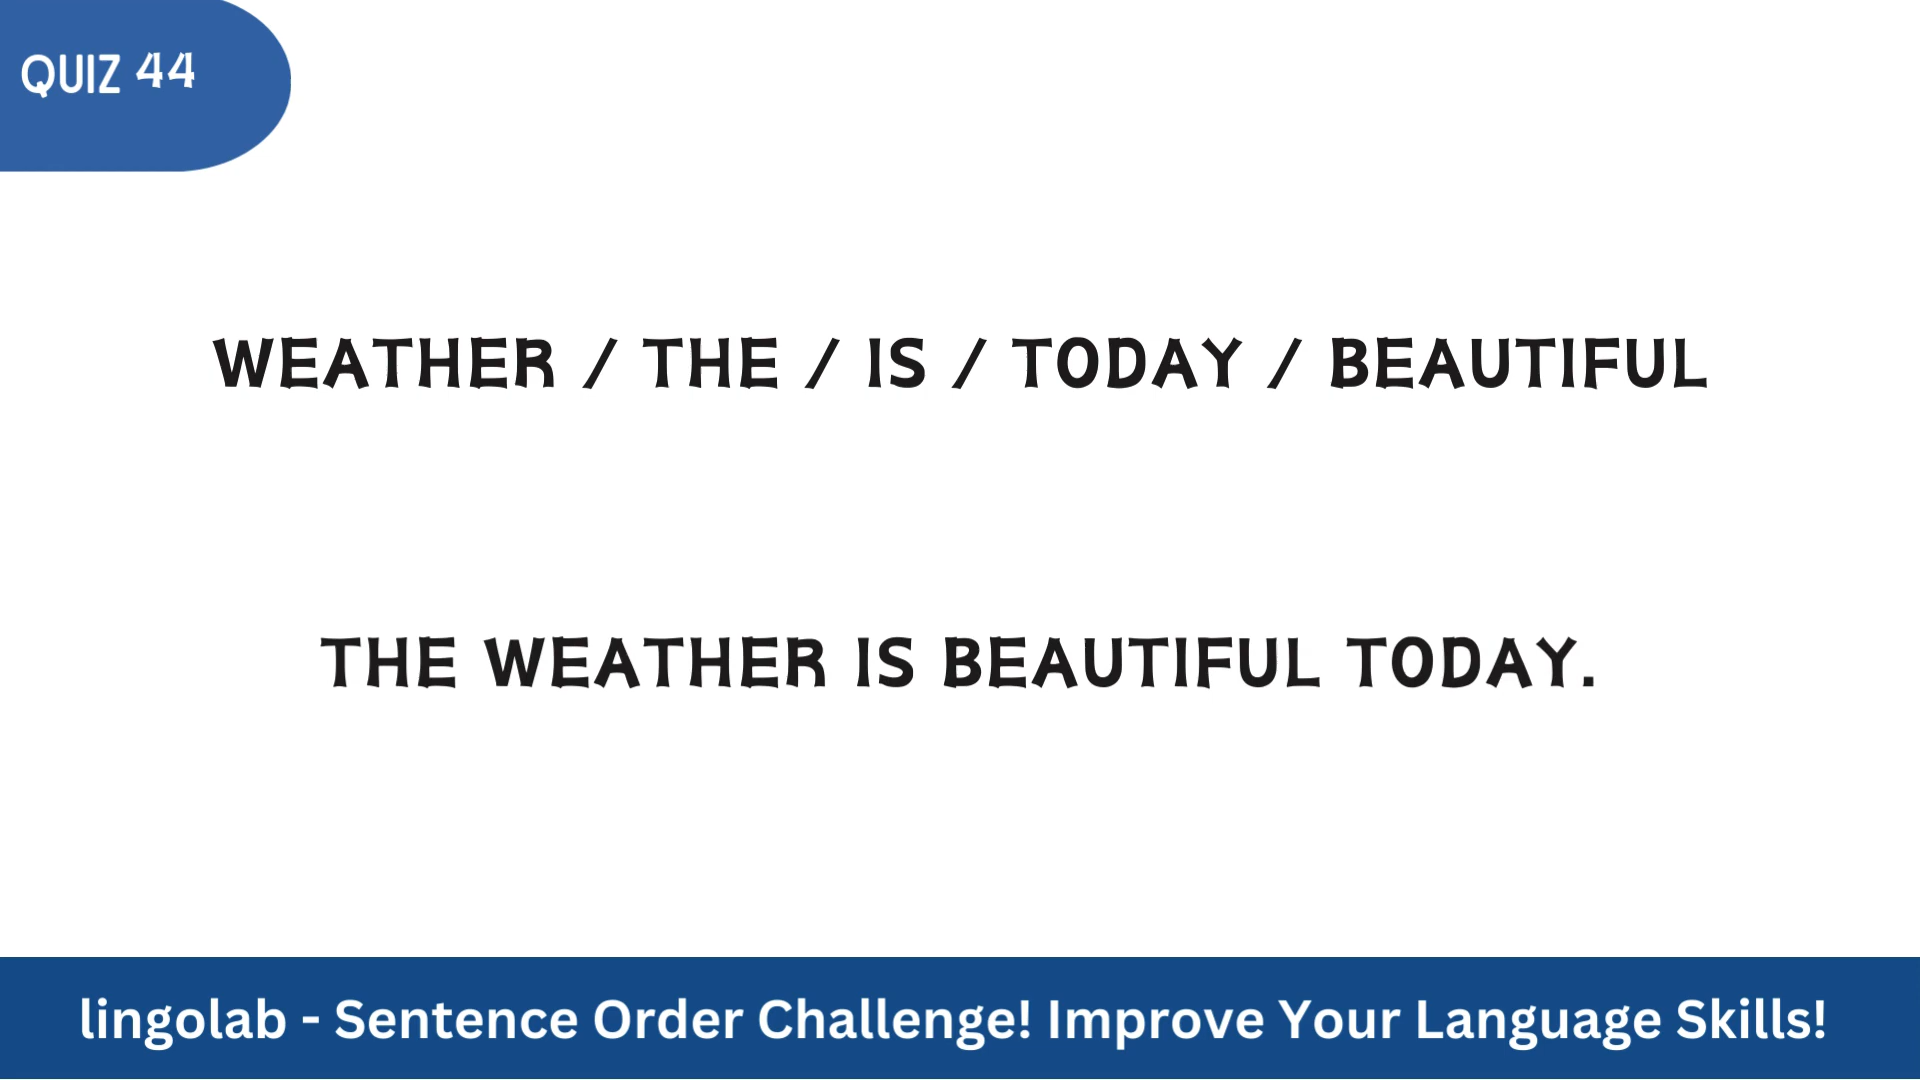 QUIZ 44
WEATHER / THE / IS / TODAY / BEAUTIFUL
THE WEATHER IS BEAUTIFUL TODAY.
lingolab - Sentence Order Challenge! Improve Your Language Skills!